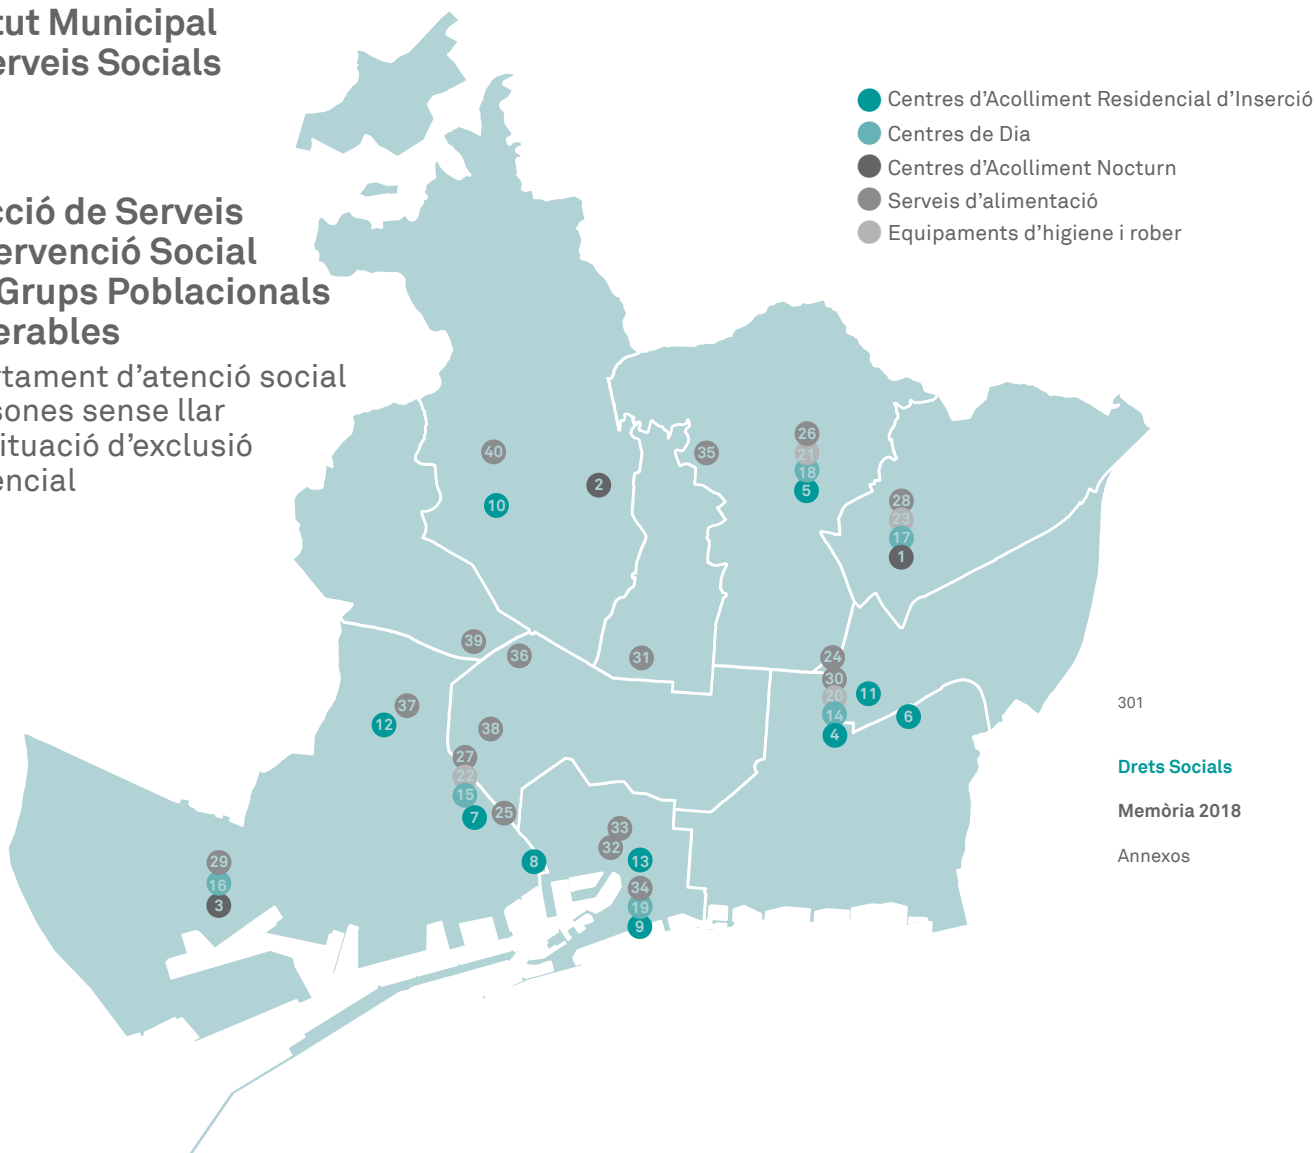 tut Municipal
erveis Socials
cció de Serveis
ervenció Social
Grups Poblacionals
erables
rtament d'atenció social
sones sense llar
ituació d'exclusió
encial
Centres d'Acolliment Residencial d'Inserció
Centres de Dia
Centres d'Acolliment Nocturn
Serveis d'alimentació
Equipaments d'higiene i rober
26
40
35
21
18
2
5
10
28
23
17
1
39
36
31
24
30
11
20
37
14
6
12
38
4
27
22
15
25
7
33
32
8
13
29
16
34
3
19
9
301
Drets Socials
Memòria 2018
Annexos